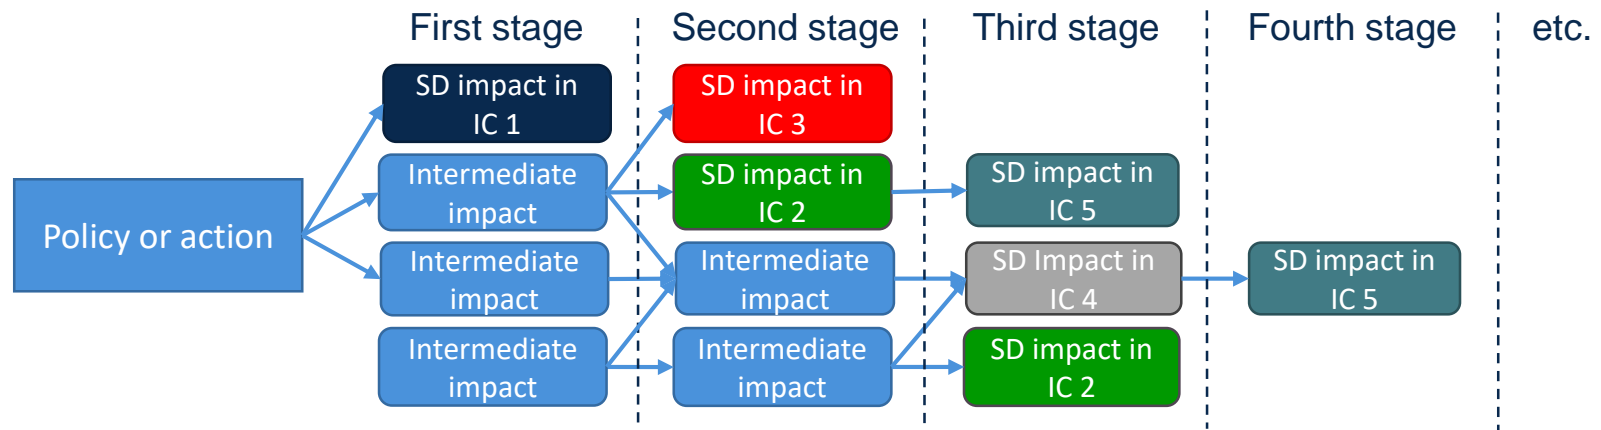 First stage
Second stage
Third stage
Fourth stage
etc.
Policy or action
SD impact in
IC 1
Intermediate
impact
Intermediate
impact
Intermediate
impact
SD impact in
IC 3
SD impact in
IC 2
Intermediate
impact
Intermediate
impact
SD impact in
IC 5
SD Impact in
IC 4
SD impact in
IC 2
SD impact in
IC 5